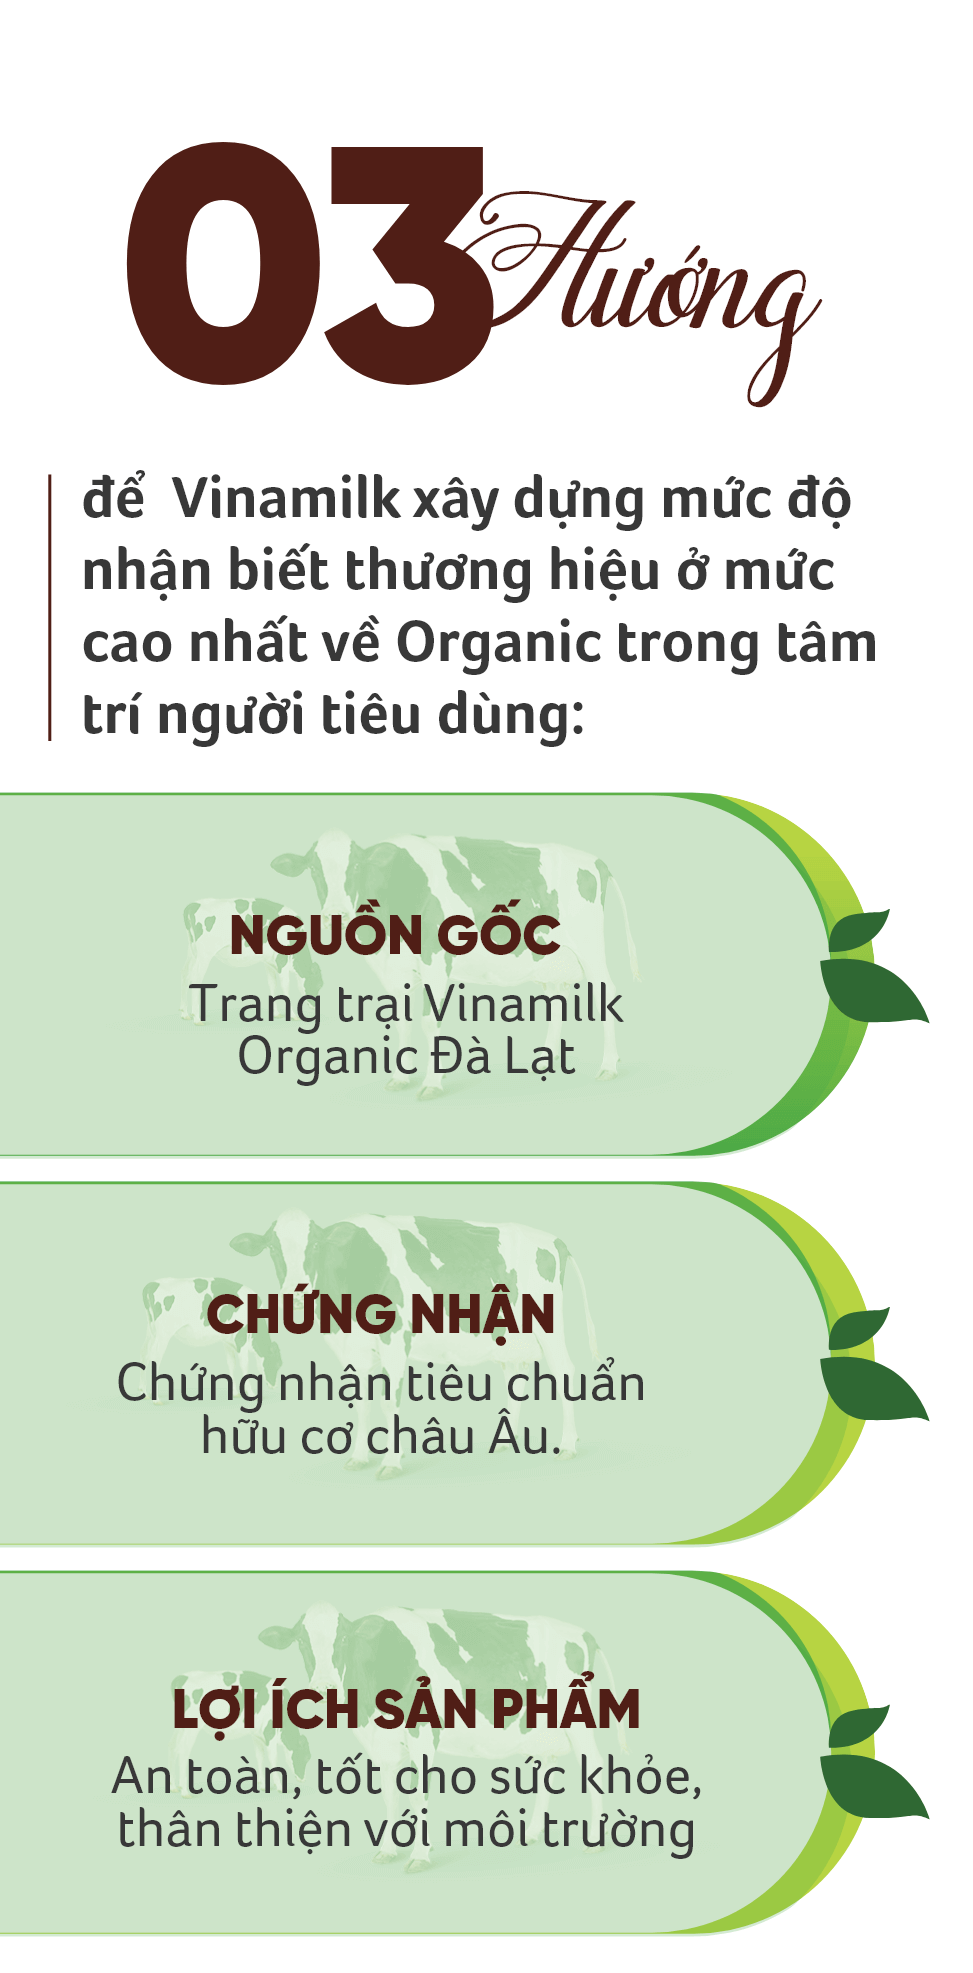 03 Hướng
để Vinamilk xây dựng mức độ
nhận biết thương hiệu ở mức
cao nhất về Organic trong tâm
trí người tiêu dùng:
NGUỒN GỐC
Trang trại Vinamilk
Organic Đà Lạt
CHỨNG NHẬN
Chứng nhận tiêu chuẩn
hữu cơ châu Âu.
LỢI ÍCH SẢN PHẨM
An toàn, tốt cho sức khỏe,
thân thiện với môi trường